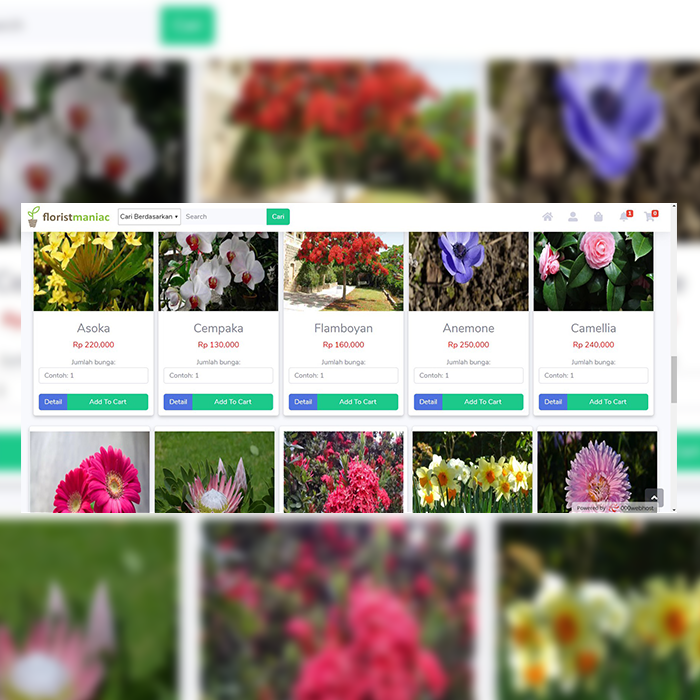 floristmaniac Cari Berdasarkan Search Cari 1 0
Asoka Cempaka Flamboyan Anemone Camellia
Rp 220,000 Rp 130,000 Rp 160,000 Rp 250,000 Rp 240,000
Jumlah bunga: Jumlah bunga: Jumlah bunga: Jumlah bunga: Jumlah bunga:
Contoh: 1 Contoh: 1 Contoh: 1 Contoh: 1 Contoh: 1
Detail Add To Cart Detail Add To Cart Detail Add To Cart Detail Add To Cart Detail Add To Cart
Powered by 000webhost